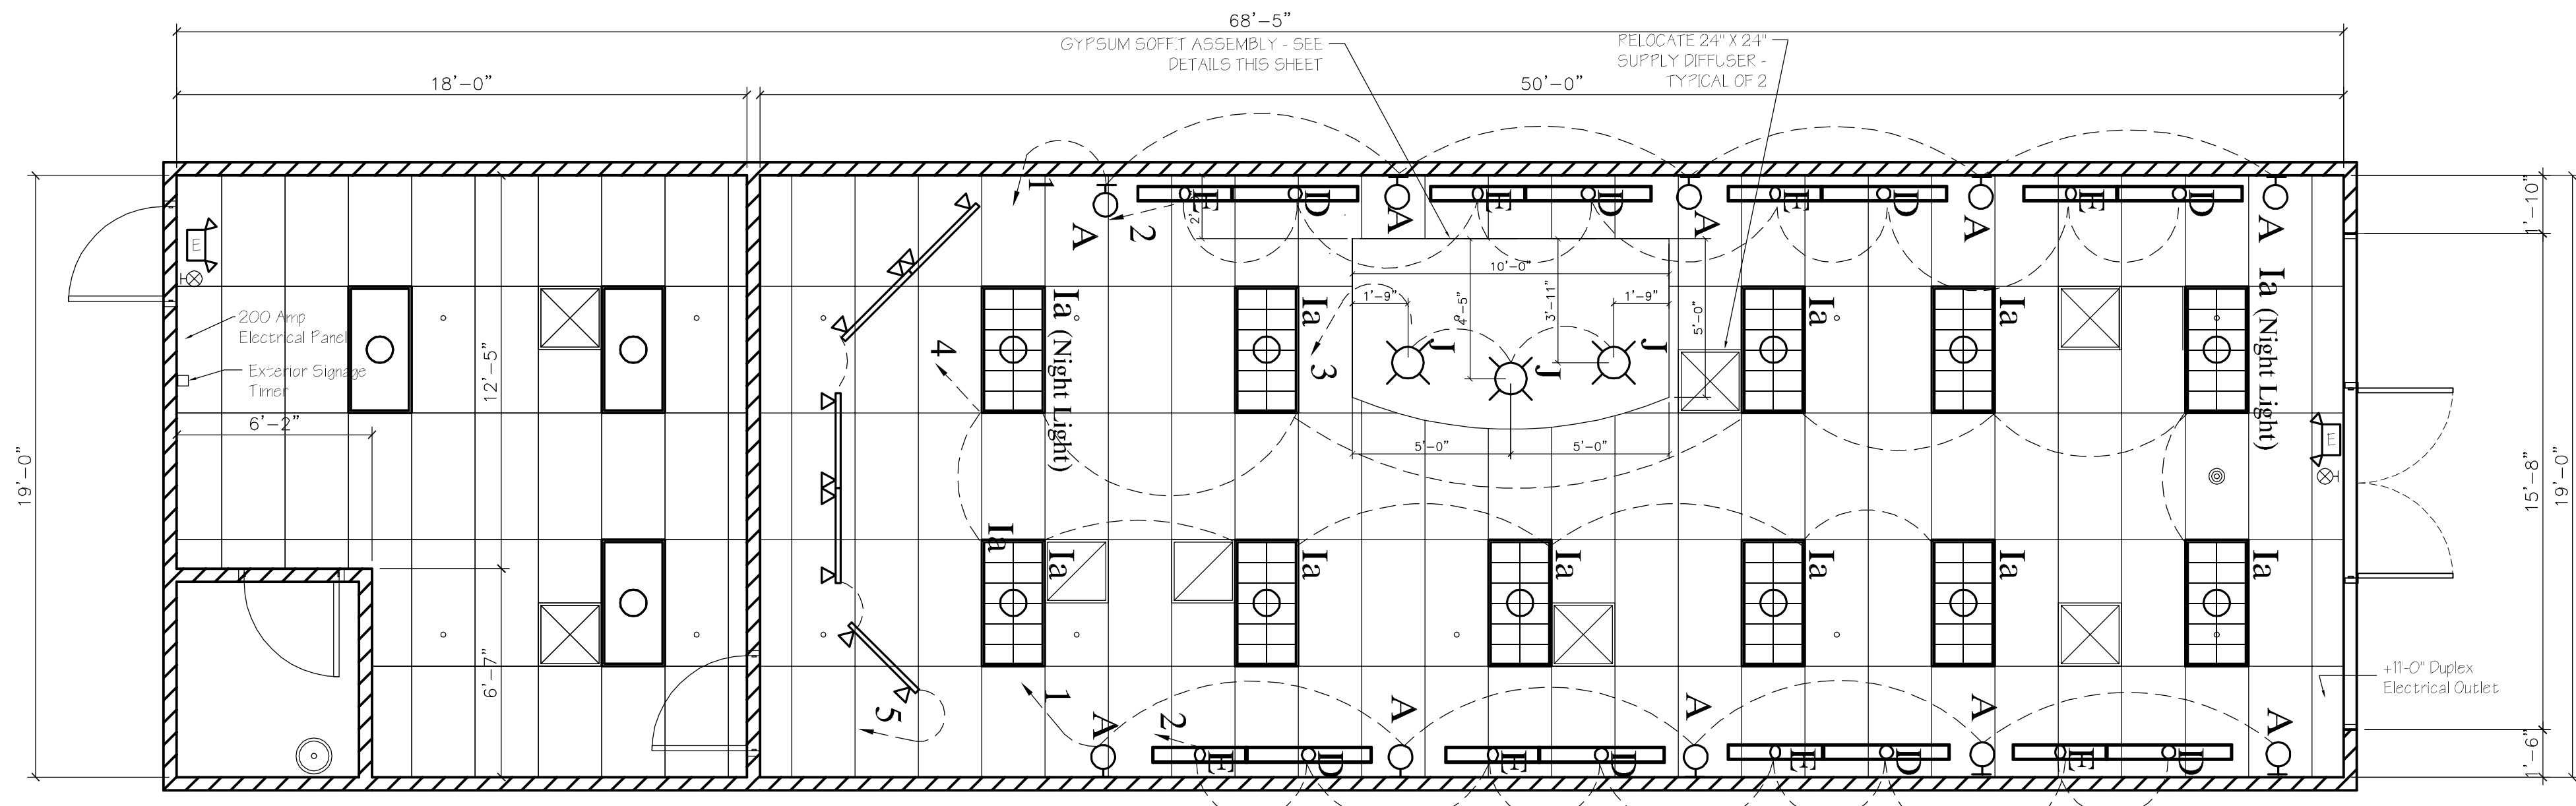 68'-5"
GYPSUM SOFFIT ASSEMBLY - SEE
DETAILS THIS SHEET
RELOCATE 24" X 24"
SUPPLY DIFFUSER -
TYPICAL OF 2
18'-0"
50'-0"
1
A
2
2'
E
D
A
E
D
A
E
D
A
E
D
A
1'-10"
E
200 Amp
Electrical Panel
Exterior Signage
Timer
6'-2"
12'-5"
19'-0"
4
Ia (Night Light)
Ia
3
10'-0"
1'-9"
4'-5"
3'-11"
1'-9"
5'-0"
J
J
J
5'-0"
5'-0"
Ia
Ia
Ia (Night Light)
E
15'-8"
19'-0"
Ia
Ia
Ia
Ia
Ia
Ia
Ia
6'-7"
5
1
A
2
E
D
A
E
D
A
E
D
A
E
D
A
+11'-0" Duplex
Electrical Outlet
1'-6"